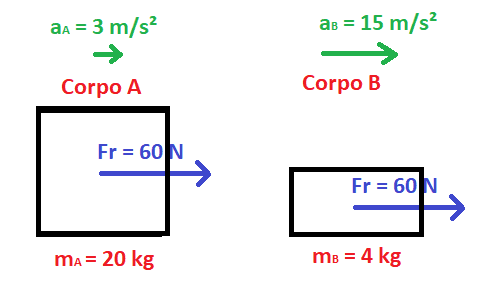 aA = 3 m/s²
Corpo A
Fr = 60 N
mA = 20 kg
aB = 15 m/s²
Corpo B
Fr = 60 N
mB = 4 kg